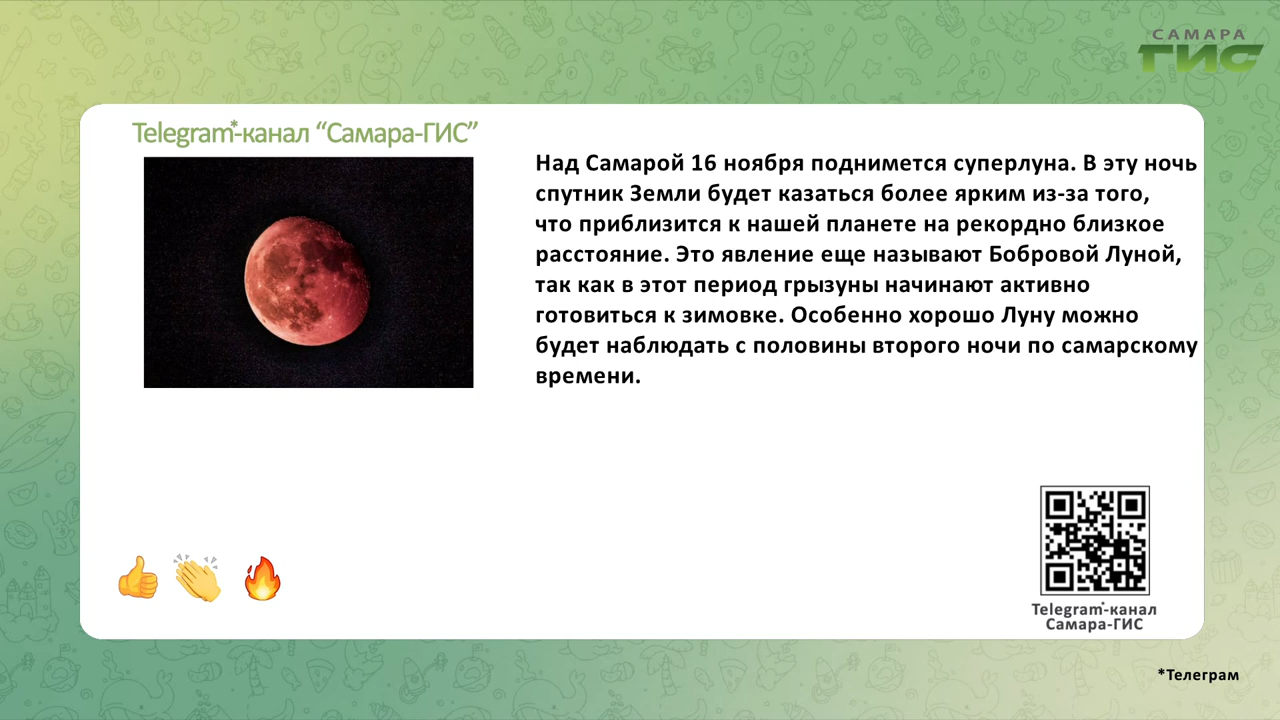 САМАРА
ГИС
Telegram*-канал “Самара-ГИС”
Над Самарой 16 ноября поднимется суперлуна. В эту ночь
спутник Земли будет казаться более ярким из-за того,
что приблизится к нашей планете на рекордно близкое
расстояние. Это явление еще называют Бобровой Луной,
так как в этот период грызуны начинают активно
готовиться к зимовке. Особенно хорошо Луну можно
будет наблюдать с половины второго ночи по самарскому
времени.
Telegram*-канал
Самара-ГИС
*Телеграм